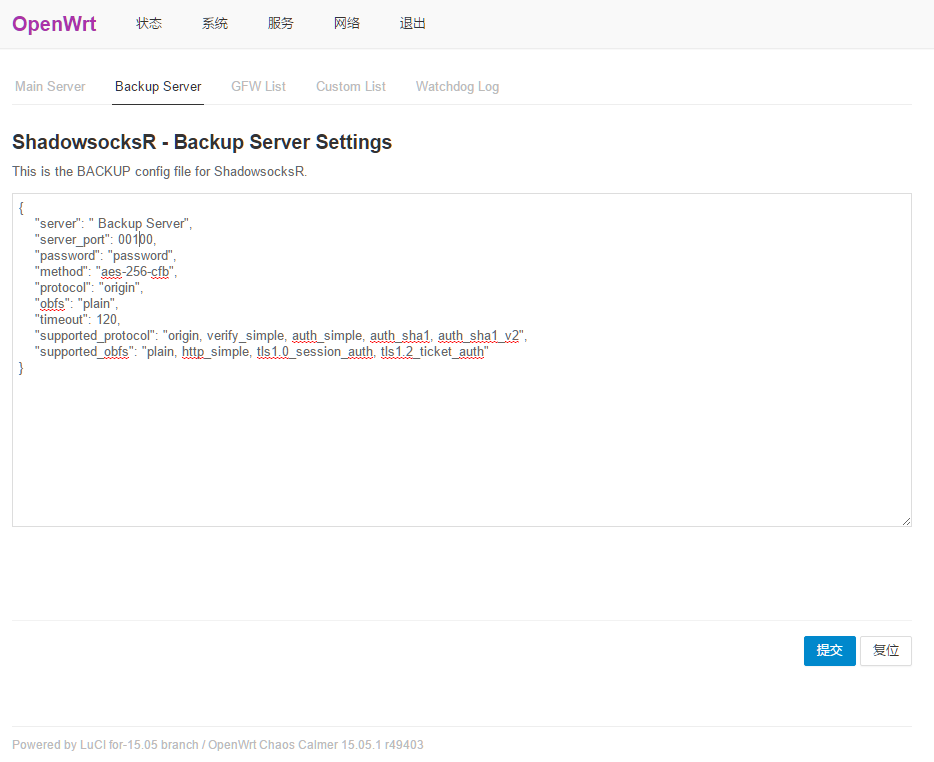 OpenWrt 状态 系统 服务 网络 退出
Main Server Backup Server GFW List Custom List Watchdog Log
ShadowsocksR - Backup Server Settings
This is the BACKUP config file for ShadowsocksR.
{
"server": " Backup Server",
"server_port": 00100,
"password": "password",
"method": "aes-256-cfb",
"protocol": "origin",
"obfs": "plain",
"timeout": 120,
"supported_protocol": "origin, verify_simple, auth_simple, auth_sha1, auth_sha1_v2",
"supported_obfs": "plain, http_simple, tls1.0_session_auth, tls1.2_ticket_auth"
}
提交 复位
Powered by LuCI for-15.05 branch / OpenWrt Chaos Calmer 15.05.1 r49403